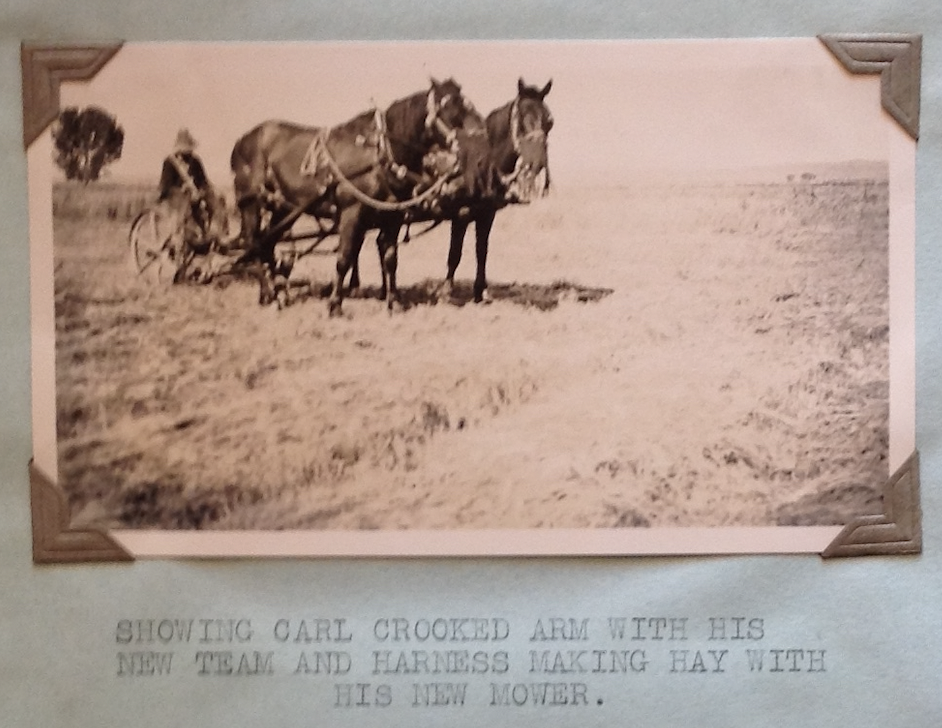 SHOWING CARL CROOKED ARM WITH HIS
NEW TEAM AND HARNESS MAKING HAY WITH
HIS NEW MOWER.